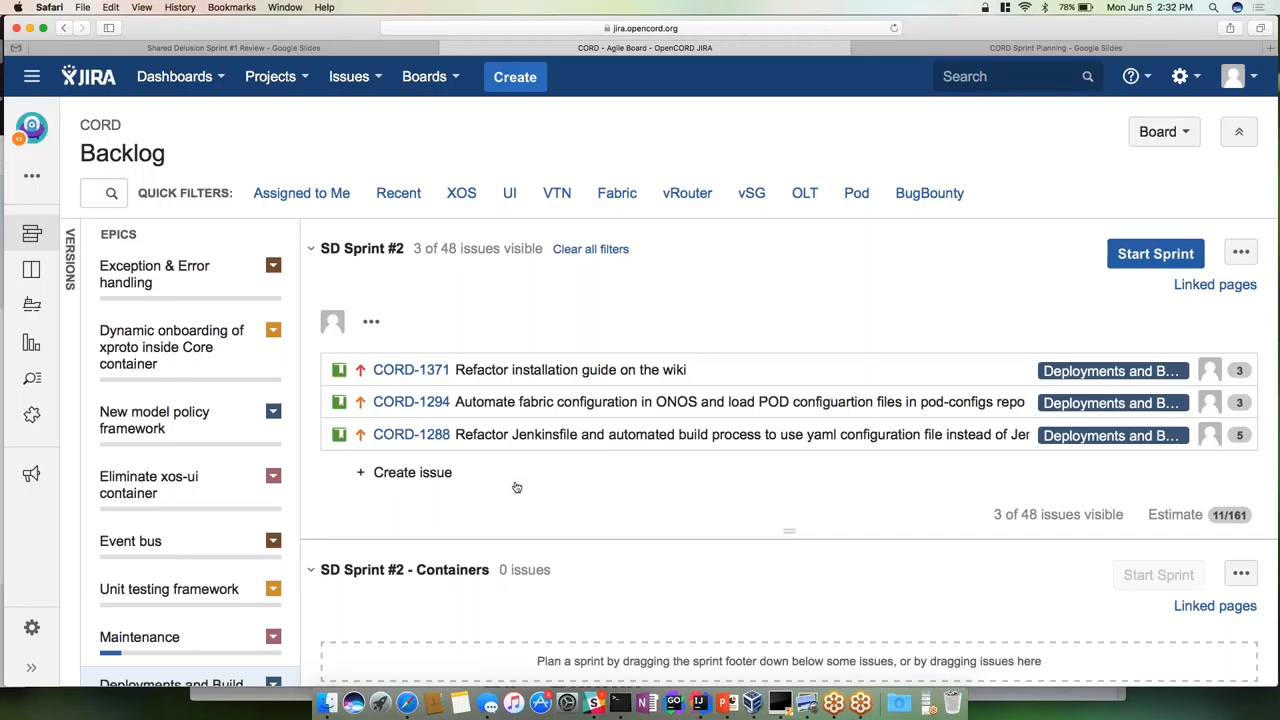 Safari File Edit View History Bookmarks Window Help 78% Mon Jun 5 2:32 PM
jira.opencord.org
Shared Delusion Sprint #1 Review - Google Slides CORD - Agile Board - OpenCORD JIRA CORD Sprint Planning - Google Slides
JIRA Dashboards Projects Issues Boards Create Search
CORD
Backlog
Board
QUICK FILTERS: Assigned to Me Recent XOS UI VTN Fabric vRouter vSG OLT Pod BugBounty
VERSIONS
EPICS
Exception & Error
handling
Dynamic onboarding of
xproto inside Core
container
New model policy
framework
Eliminate xos-ui
container
Event bus
Unit testing framework
Maintenance
Deployments and Build
SD Sprint #2 3 of 48 issues visible Clear all filters
Start Sprint
Linked pages
CORD-1371 Refactor installation guide on the wiki Deployments and B... 3
CORD-1294 Automate fabric configuration in ONOS and load POD configuartion files in pod-configs repo Deployments and B... 3
CORD-1288 Refactor Jenkinsfile and automated build process to use yaml configuration file instead of Jer Deployments and B... 5
+ Create issue
3 of 48 issues visible Estimate 11/161
SD Sprint #2 - Containers 0 issues
Start Sprint
Linked pages
Plan a sprint by dragging the sprint footer down below some issues, or by dragging issues here